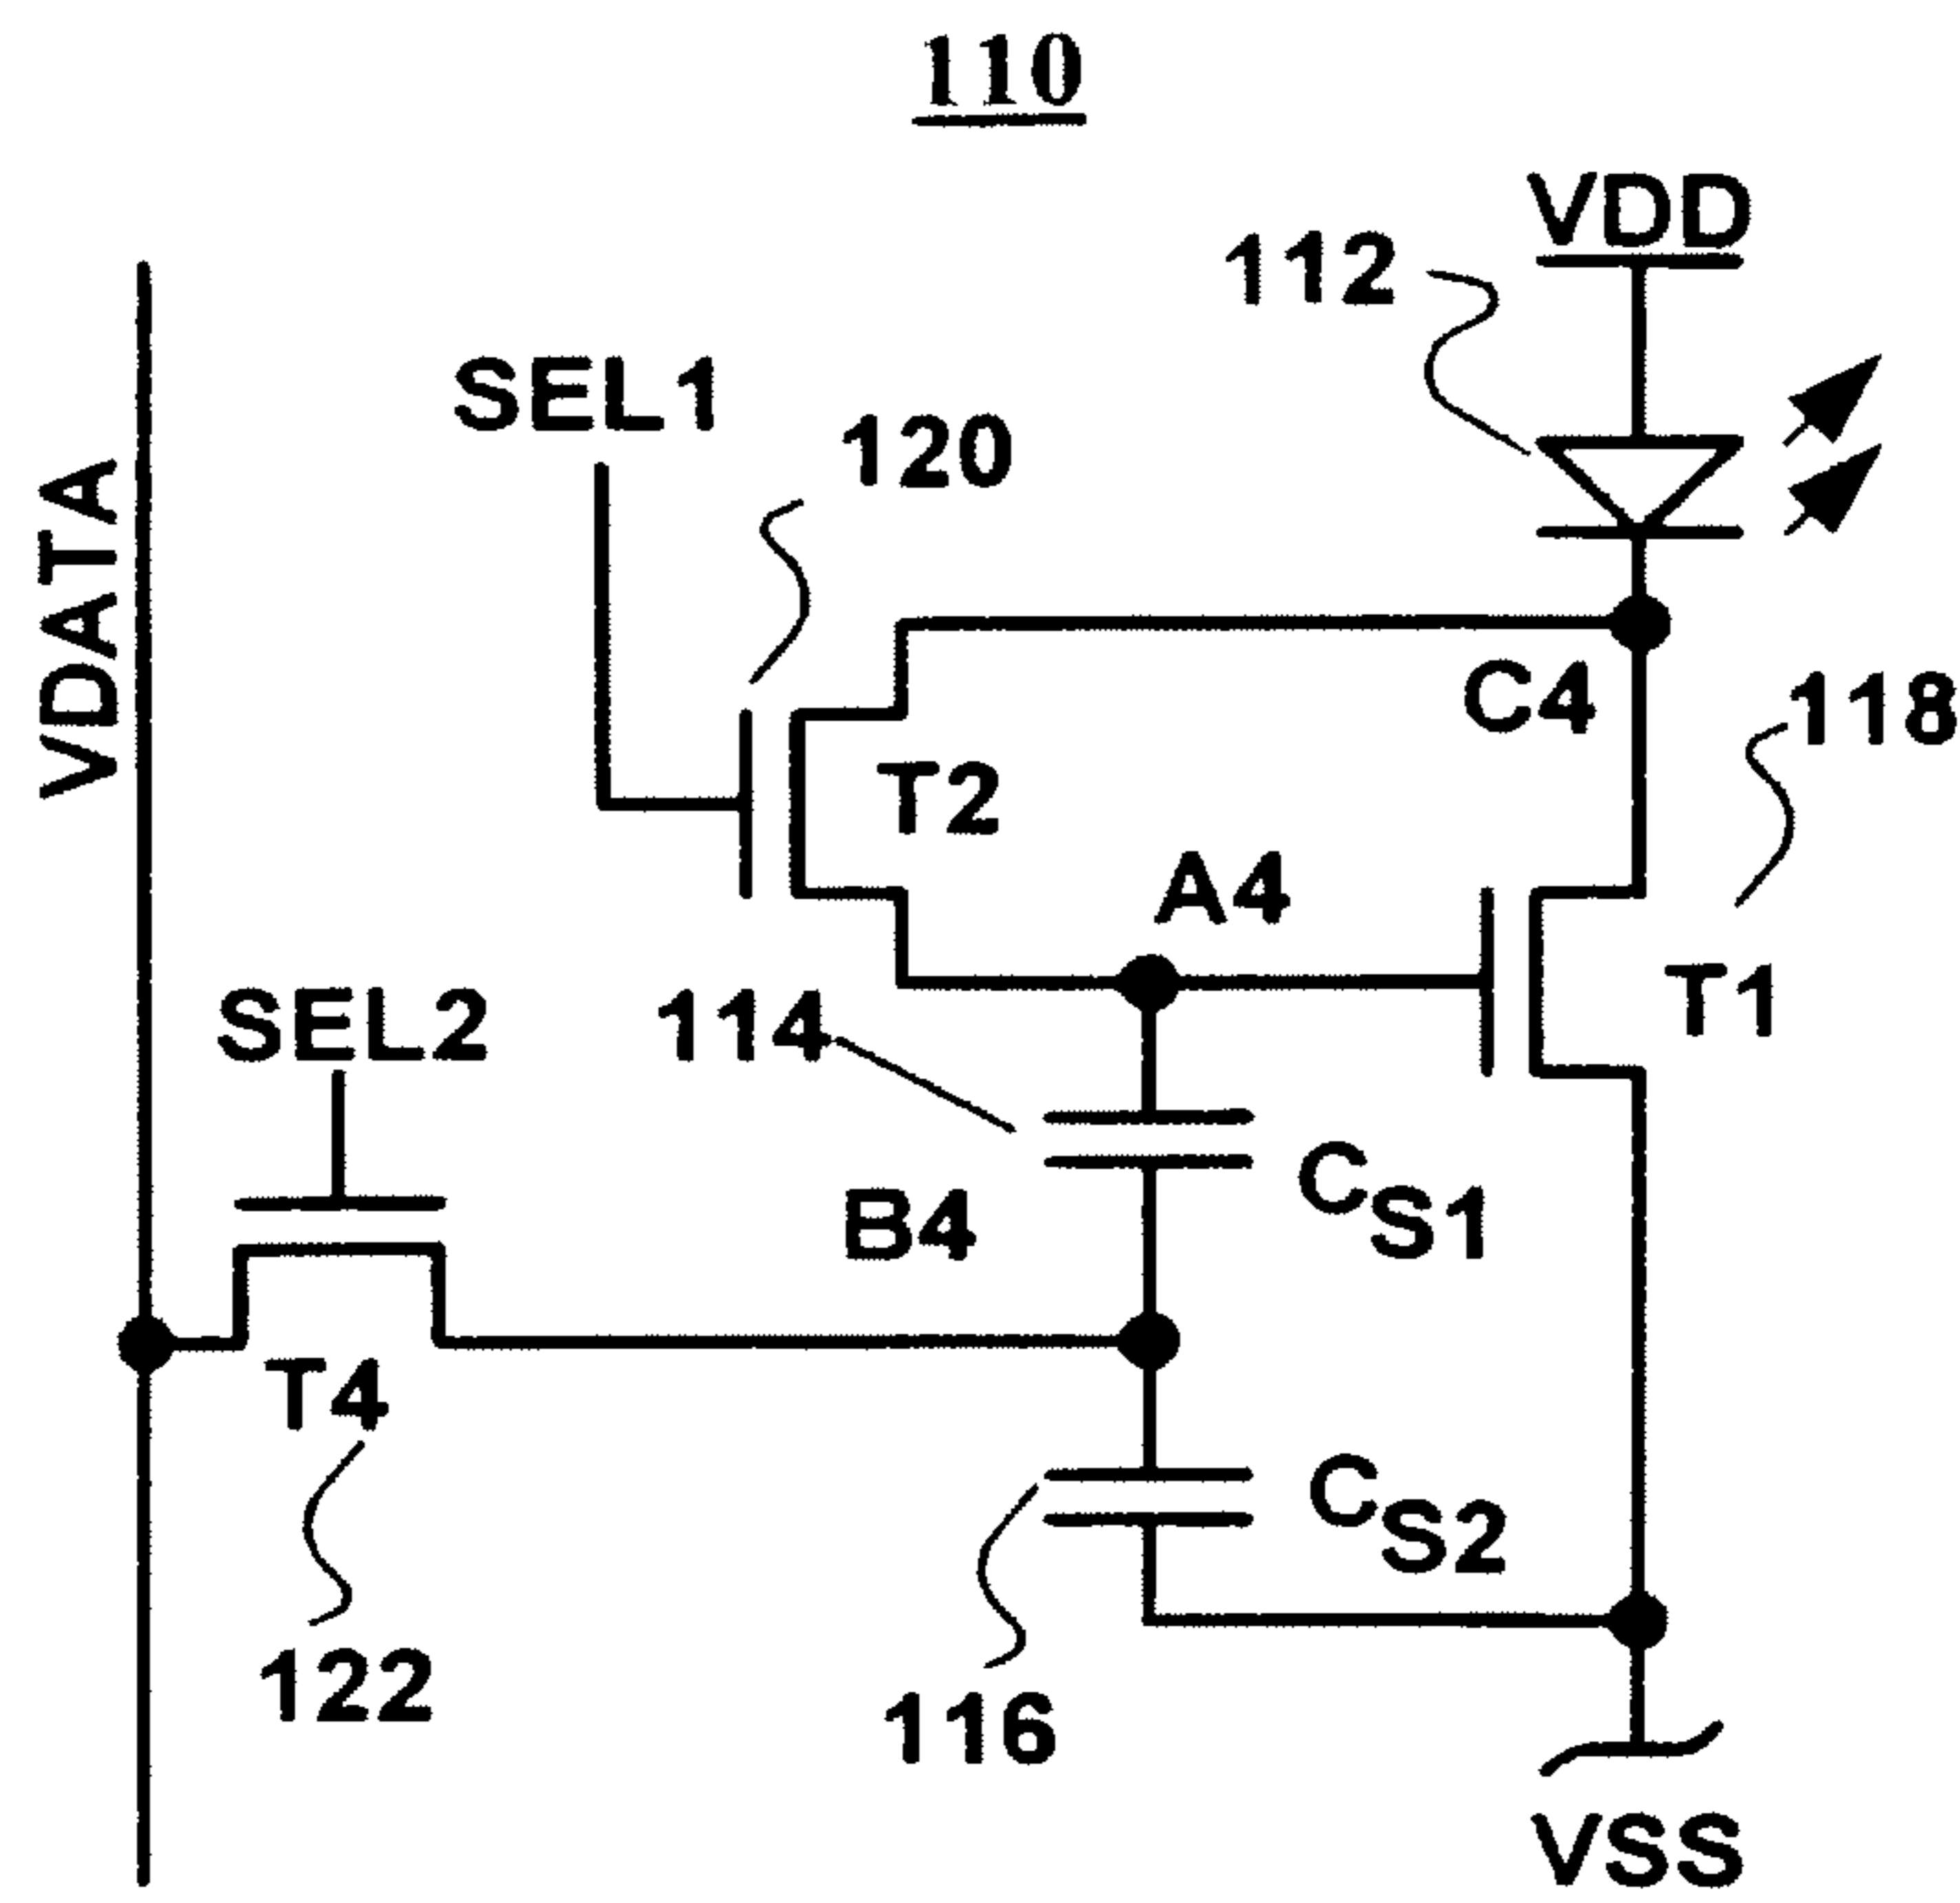 110
VDD
112
SEL1
120
VDATA
C4
118
T2
A4
T1
SEL2
114
CS1
B4
T4
CS2
122
116
VSS